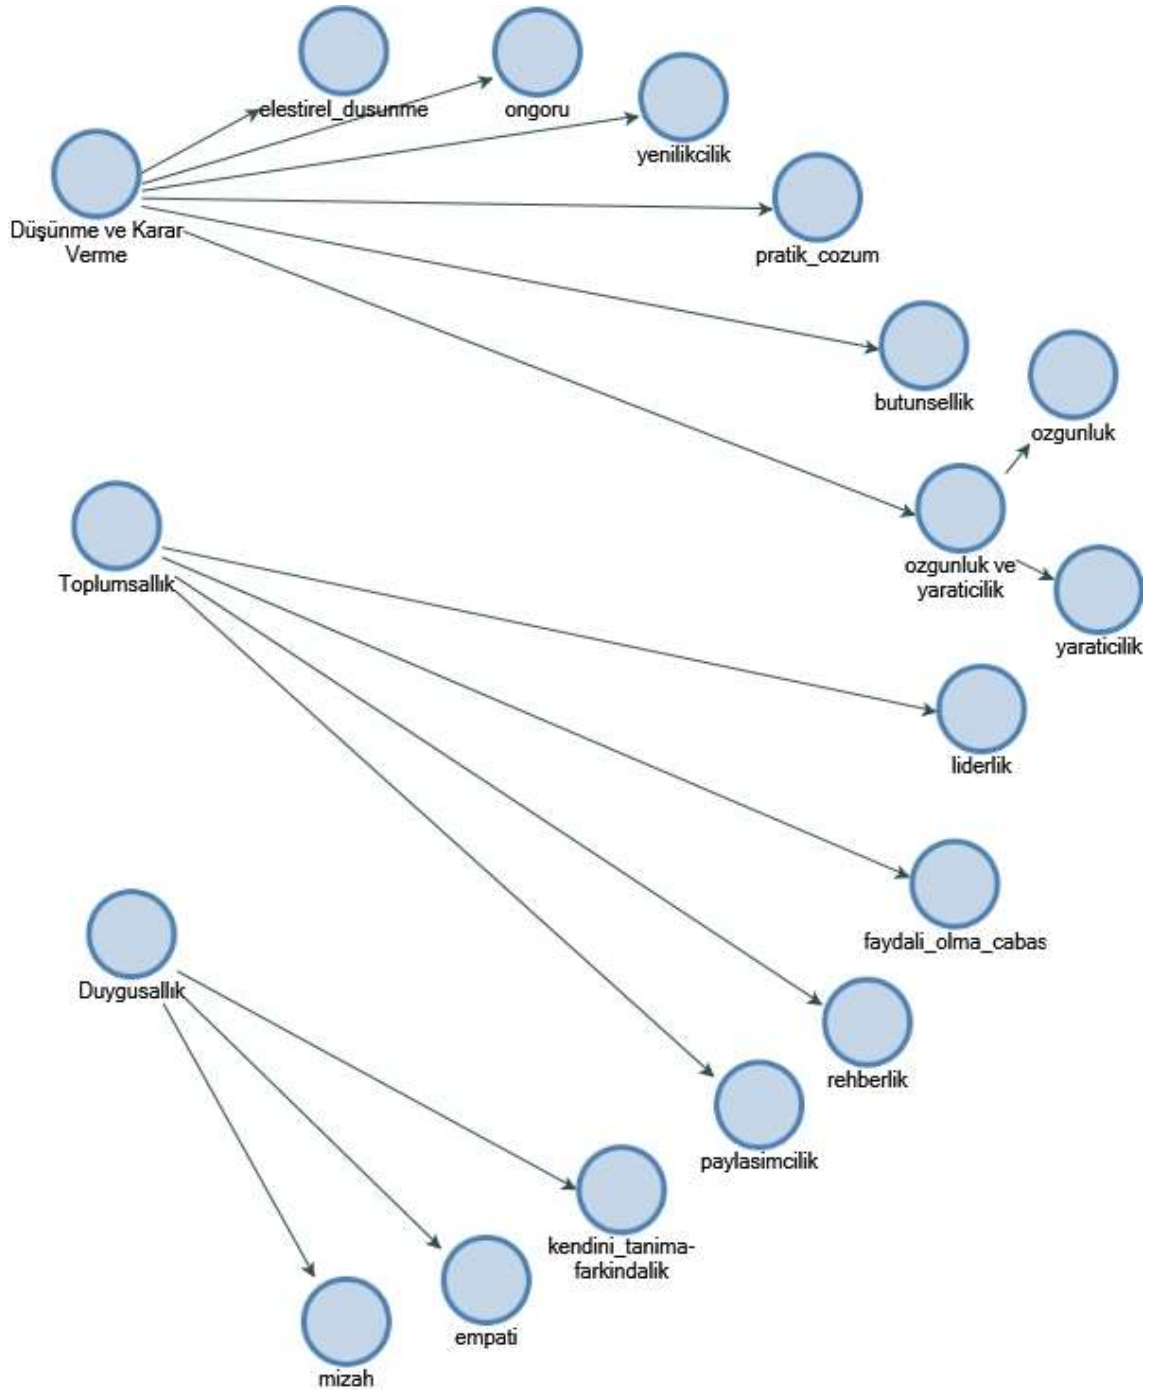 elestirel_dusunme
ongoru
yenilikcilik
Düşünme ve Karar
Verme
pratik_cozum
butunsellik
ozgunluk
ozgunluk ve
yaraticilik
Toplumsallık
yaraticilik
liderlik
faydali_olma_cabas
Duygusallık
rehberlik
paylasimcilik
kendini_tanima-
farkindalik
empati
mizah